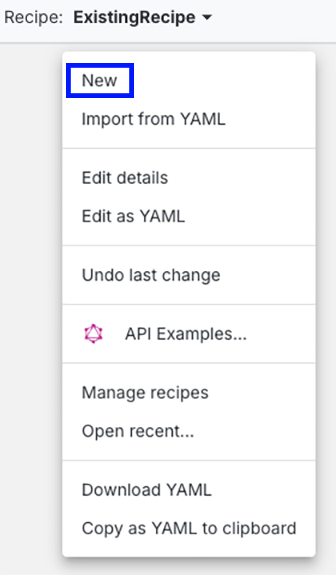 Recipe: ExistingRecipe
New
Import from YAML
Edit details
Edit as YAML
Undo last change
API Examples...
Manage recipes
Open recent...
Download YAML
Copy as YAML to clipboard